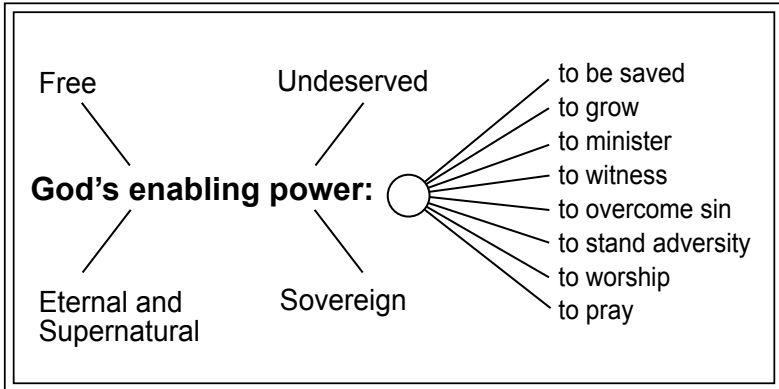 Free
Undeserved
God's enabling power:
Eternal and
Supernatural
Sovereign
to be saved
to grow
to minister
to witness
to overcome sin
to stand adversity
to worship
to pray